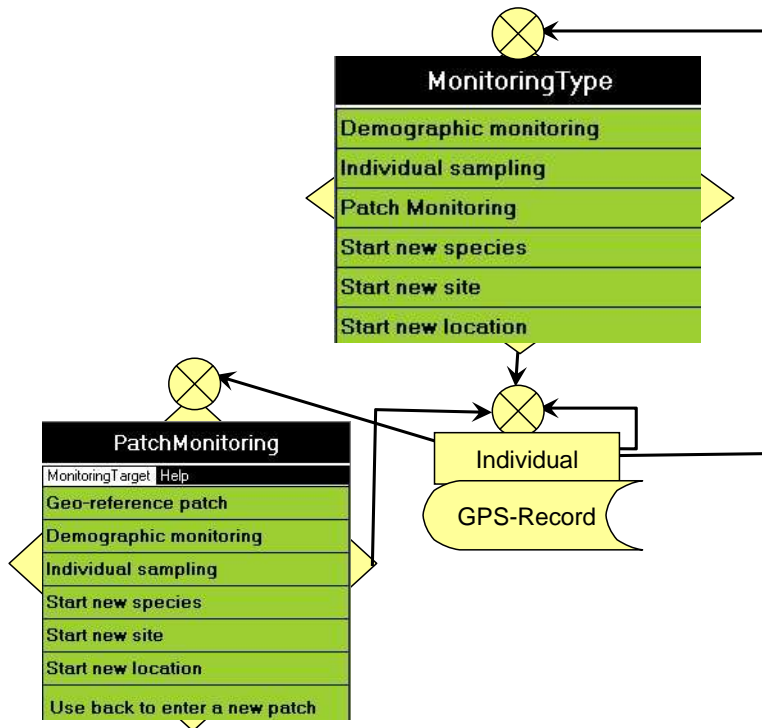 MonitoringType
Demographic monitoring
Individual sampling
Patch Monitoring
Start new species
Start new site
Start new location
PatchMonitoring
MonitoringTarget Help
Geo-reference patch
Demographic monitoring
Individual sampling
Start new species
Start new site
Start new location
Use back to enter a new patch
Individual
GPS-Record